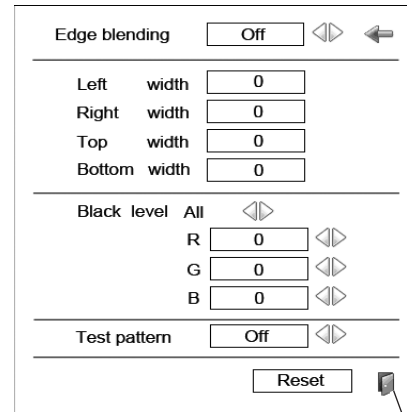 Edge blending Off
Left width 0
Right width 0
Top width 0
Bottom width 0
Black level All
R 0
G 0
B 0
Test pattern Off
Reset